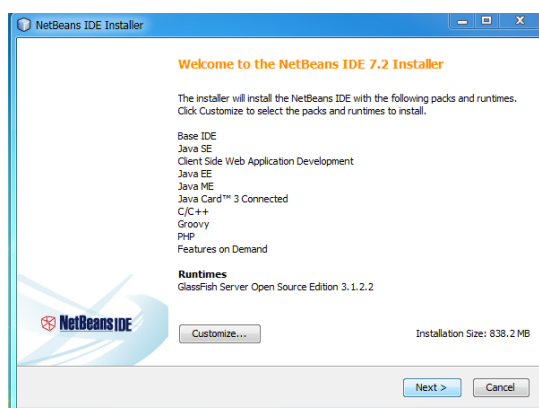 NetBeans IDE Installer
Welcome to the NetBeans IDE 7.2 Installer
The installer will install the NetBeans IDE with the following packs and runtimes.
Click Customize to select the packs and runtimes to install.
Base IDE
Java SE
Client Side Web Application Development
Java EE
Java ME
Java Card™ 3 Connected
C/C++
Groovy
PHP
Features on Demand
Runtimes
GlassFish Server Open Source Edition 3.1.2.2
NetBeans IDE
Customize...
Installation Size: 838.2 MB
Next >
Cancel